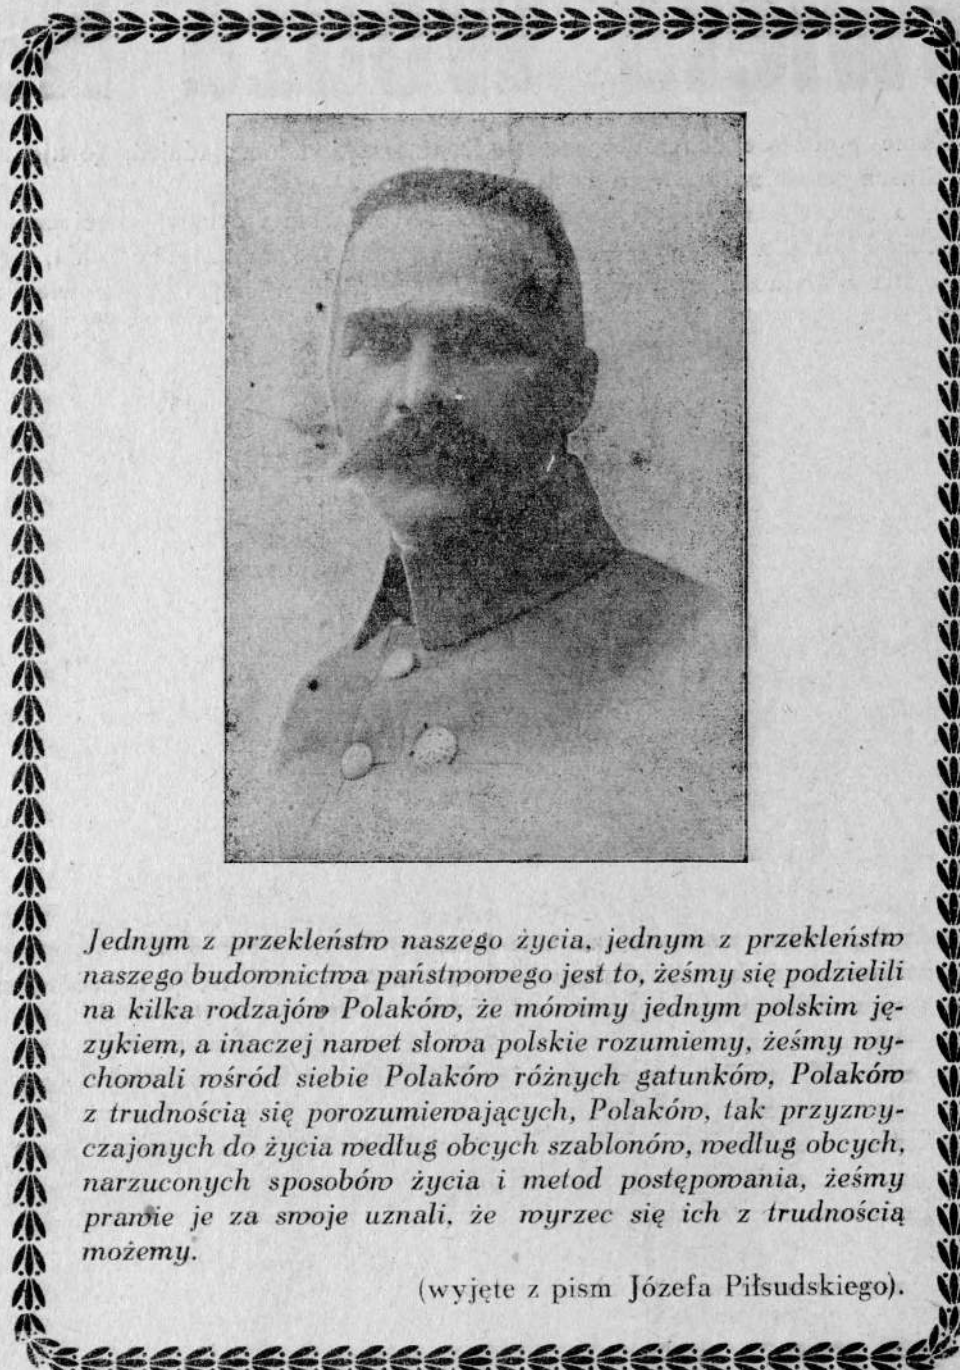 Jednym z przekleństw naszego życia, jednym z przekleństw
naszego budownictwa państwowego jest to, żeśmy się podzielili
na kilka rodzajów Polaków, że mówimy jednym polskim ję-
zykiem, a inaczej nawet słowa polskie rozumiemy, żeśmy wy-
chowali wśród siebie Polaków różnych gatunków, Polaków
z trudnością się porozumiewających, Polaków, tak przyzwy-
czajonych do życia według obcych szablonów, według obcych,
narzuconych sposobów życia i metod postępowania, żeśmy
prawie je za swoje uznali, że wyrzec się ich z trudnością
możemy.
(wyjęte z pism Józefa Piłsudskiego).